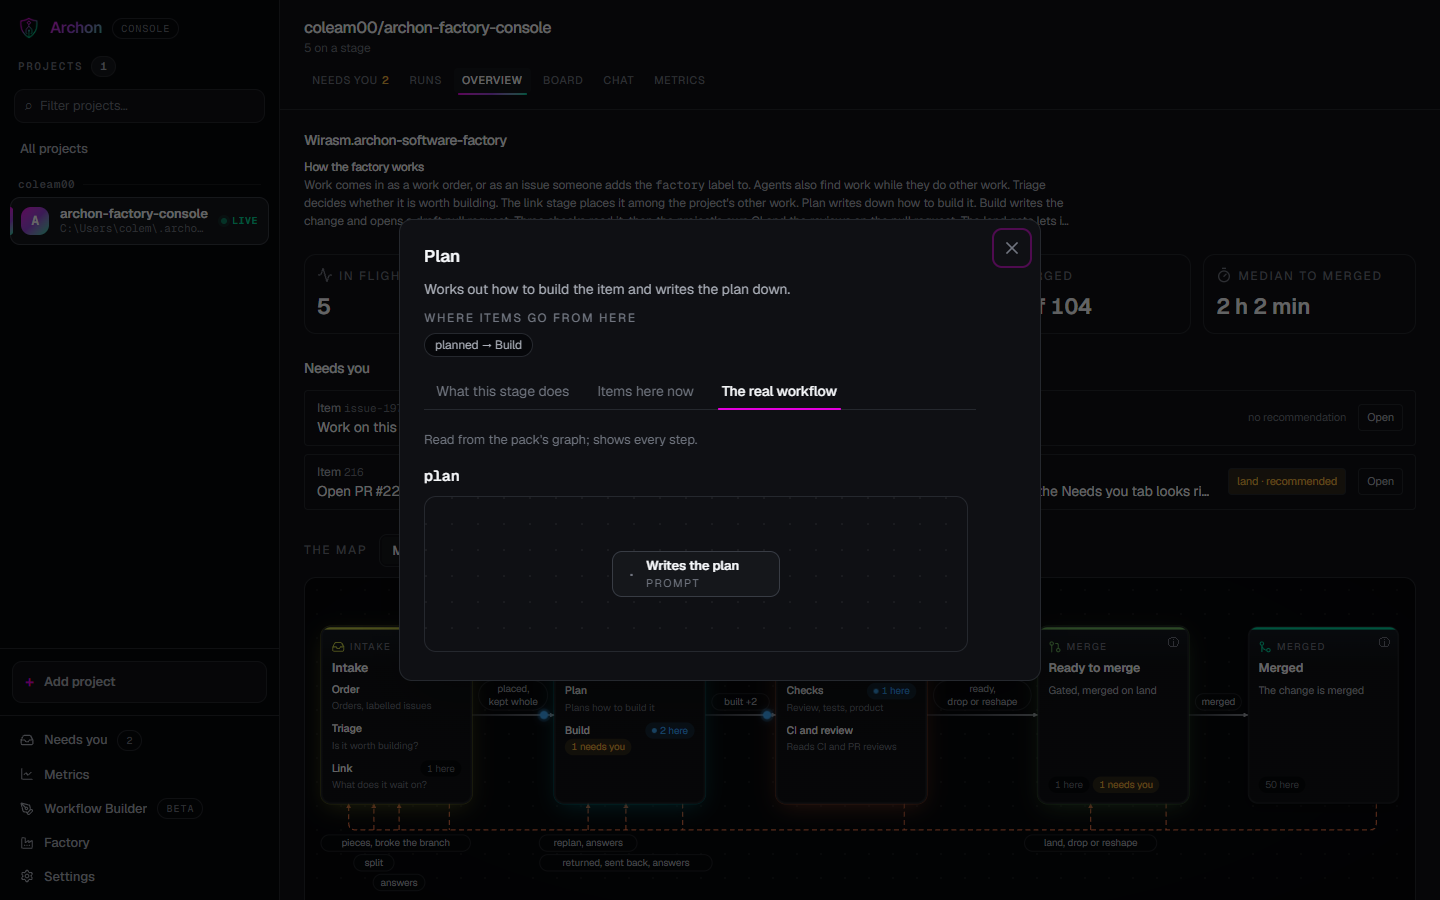 Archon CONSOLE
PROJECTS 1
Filter projects...
All projects
coleam00
archon-factory-console
LIVE
A
C:\Users\colem\.archo...
Add project
Needs you 2
Metrics
Workflow Builder BETA
Factory
Settings
coleam00/archon-factory-console
5 on a stage
NEEDS YOU 2 RUNS OVERVIEW BOARD CHAT METRICS
Wirasm.archon-software-factory
How the factory works
Work comes in as a work order, or as an issue someone adds the factory label to. Agents also find work while they do other work. Triage
decides whether it is worth building. The link stage places it among the project's other work. Plan writes down how to build it. Build writes the
change and opens
IN FLIGH
5
104
MEDIAN TO MERGED
2 h 2 min
Needs you
Item issue-197
Work on this
no recommendation Open
Item 216
Open PR #22
the Needs you tab looks ri...
land · recommended Open
THE MAP
Plan
Works out how to build the item and writes the plan down.
WHERE ITEMS GO FROM HERE
planned → Build
What this stage does Items here now The real workflow
Read from the pack's graph; shows every step.
plan
Writes the plan
PROMPT
INTAKE
Intake
Order
Orders, labelled issues
Triage
Is it worth building?
Link 1 here
What does it wait on?
placed,
kept whole
Plan
Plans how to build it
Build 2 here
1 needs you
built +2
Checks 1 here
Review, tests, product
CI and review
Reads CI and PR reviews
ready,
drop or reshape
MERGE
Ready to merge
Gated, merged on land
1 here 1 needs you
merged
MERGED
Merged
The change is merged
50 here
pieces, broke the branch
split
answers
replan, answers
returned, sent back, answers
land, drop or reshape